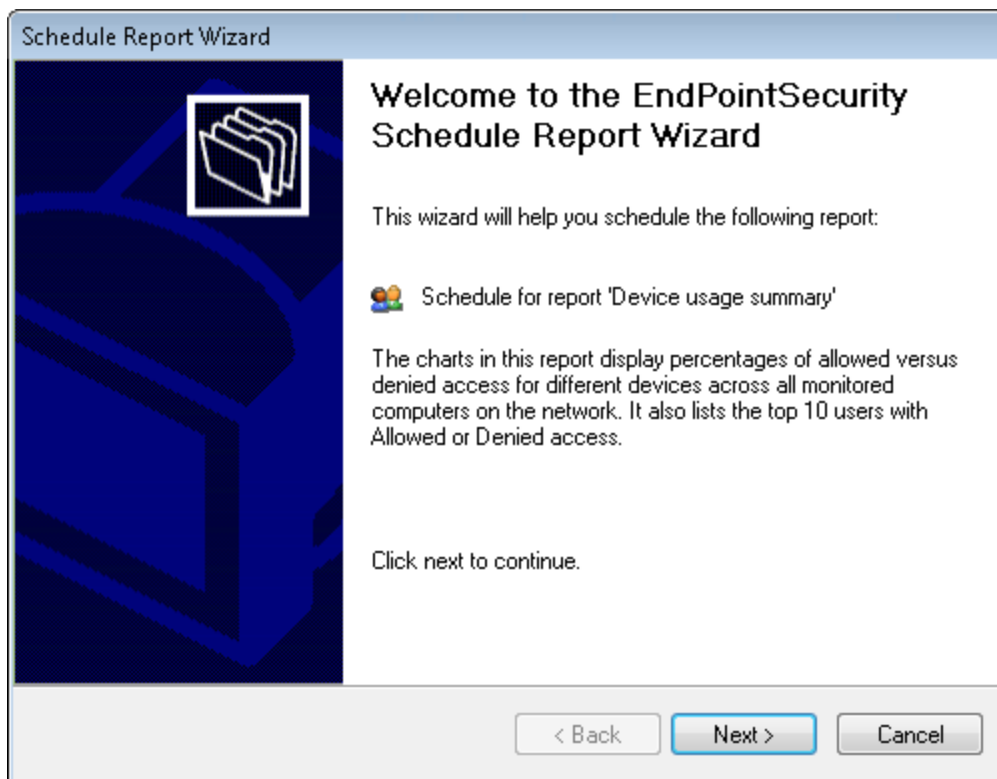 Schedule Report Wizard
Welcome to the EndPointSecurity
Schedule Report Wizard
This wizard will help you schedule the following report:
Schedule for report 'Device usage summary'
The charts in this report display percentages of allowed versus
denied access for different devices across all monitored
computers on the network. It also lists the top 10 users with
Allowed or Denied access.
Click next to continue.
< Back
Next >
Cancel